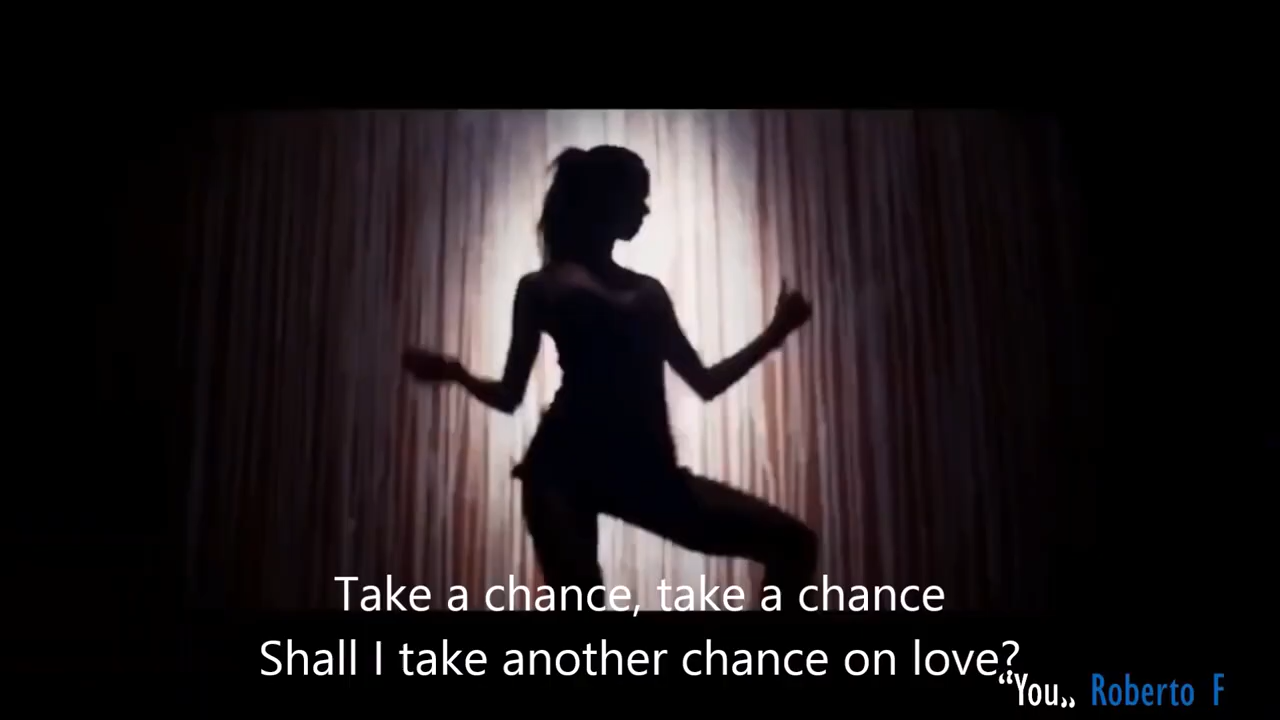 Take a chance, take a chance
Shall I take another chance on love?
“You„ Roberto F